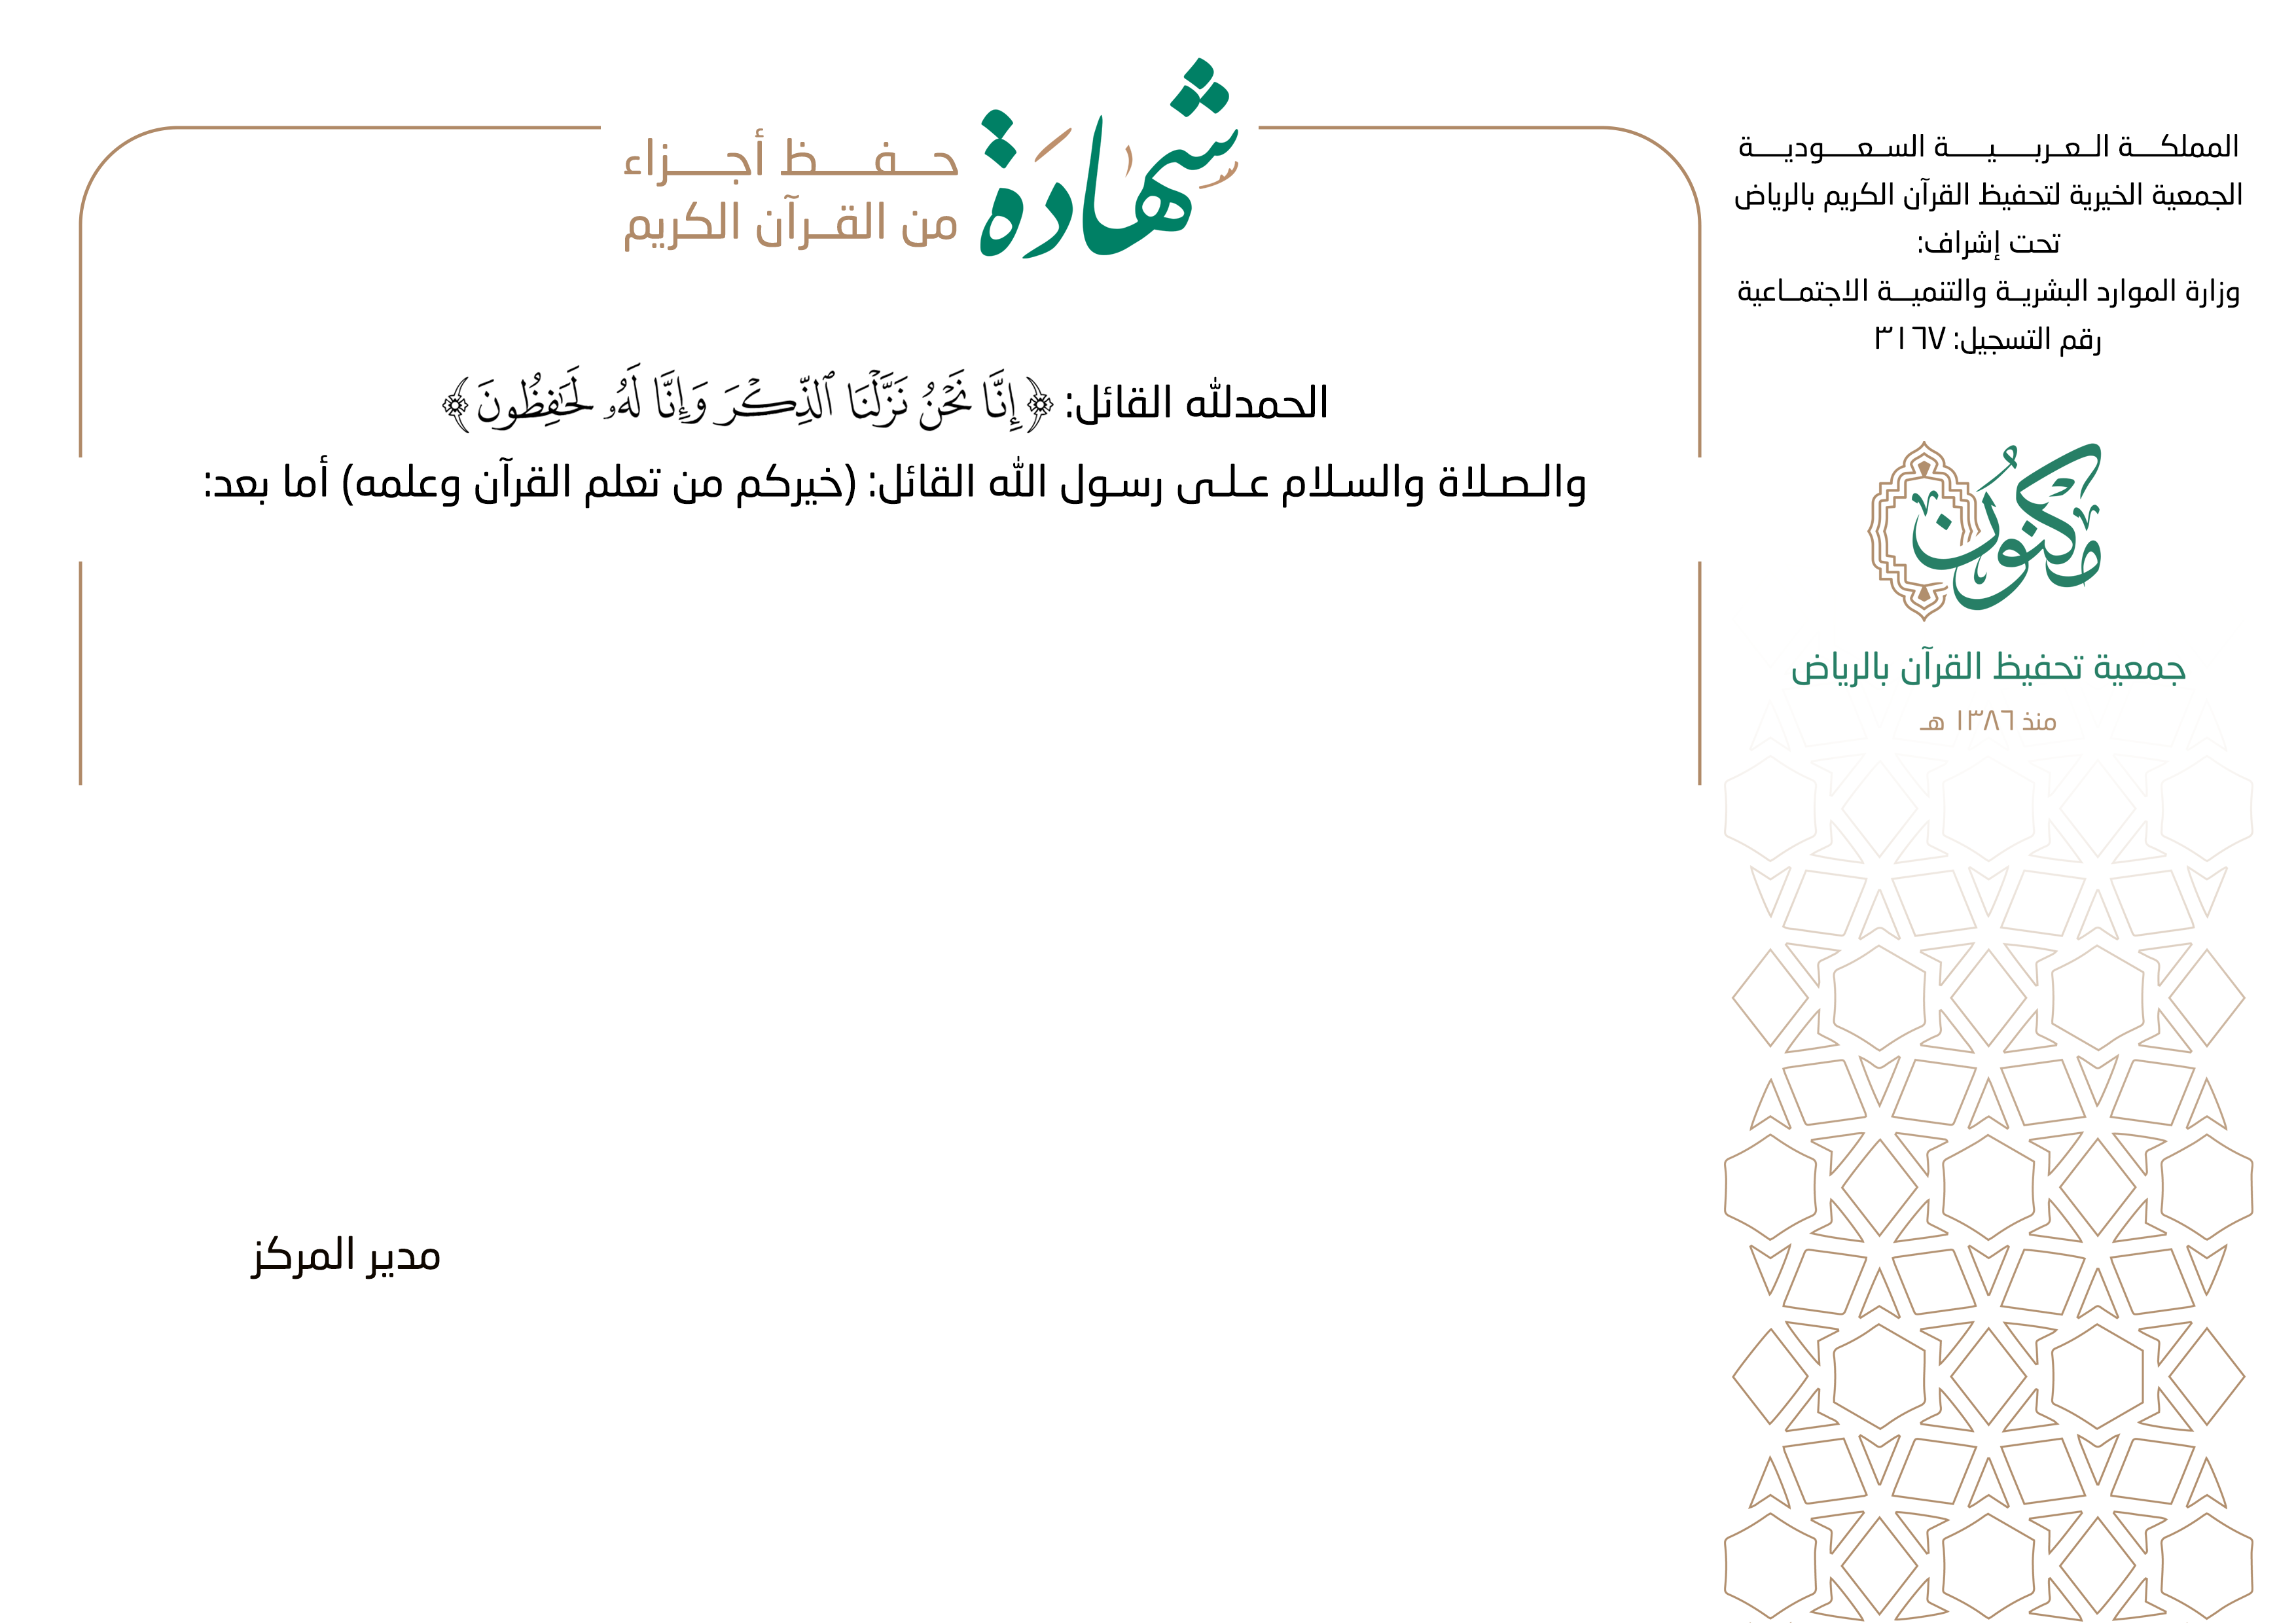 المملكة العربية السعودية
الجمعية الخيرية لتحفيظ القرآن الكريم بالرياض
تحت إشراف:
وزارة الموارد البشرية والتنمية الاجتماعية
رقم التسجيل: ٣١٦٧
مكنون
جمعية تحفيظ القرآن بالرياض
منذ ١٣٨٦ هـ
شهادة
حفظ أجزاء
من القرآن الكريم
الحمدلله القائل: ﴿إِنَّا نَحْنُ نَزَّلْنَا ٱلذِّكْرَ وَإِنَّا لَهُۥ لَحَٰفِظُونَ﴾
والصلاة والسلام على رسول الله القائل: (خيركم من تعلم القرآن وعلمه) أما بعد:
مدير المركز